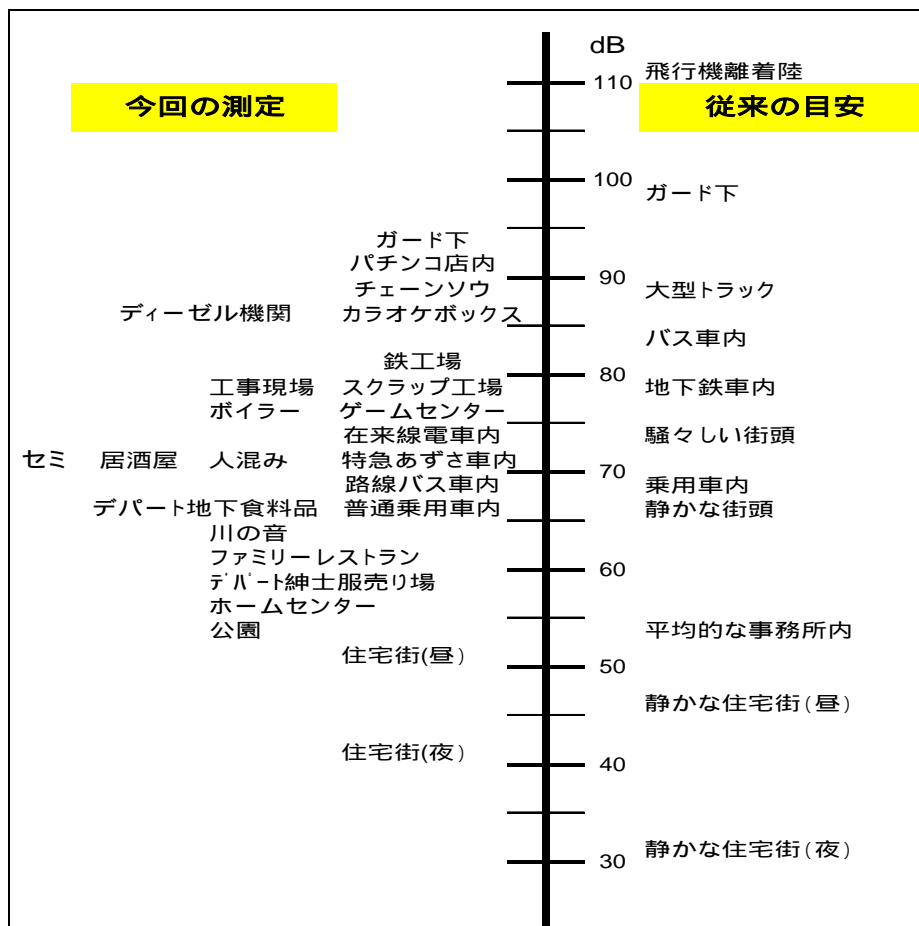 dB
110 飛行機離着陸
今回の測定 従来の目安
100
ガード下
ガード下
パチンコ店内
90
チェーンソウ 大型トラック
ディーゼル機関 カラオケボックス
バス車内
鉄工場
80
工事現場 スクラップ工場 地下鉄車内
ボイラー ゲームセンター
在来線電車内 騒々しい街頭
セミ 居酒屋 人混み 特急あずさ車内
70
路線バス車内 乗用車内
デパート地下食料品 普通乗用車内 静かな街頭
川の音
ファミリーレストラン
60
ﾃﾞﾊﾟｰﾄ紳士服売り場
ホームセンター
公園 平均的な事務所内
住宅街(昼)
50
静かな住宅街(昼)
住宅街(夜)
40
静かな住宅街(夜)
30